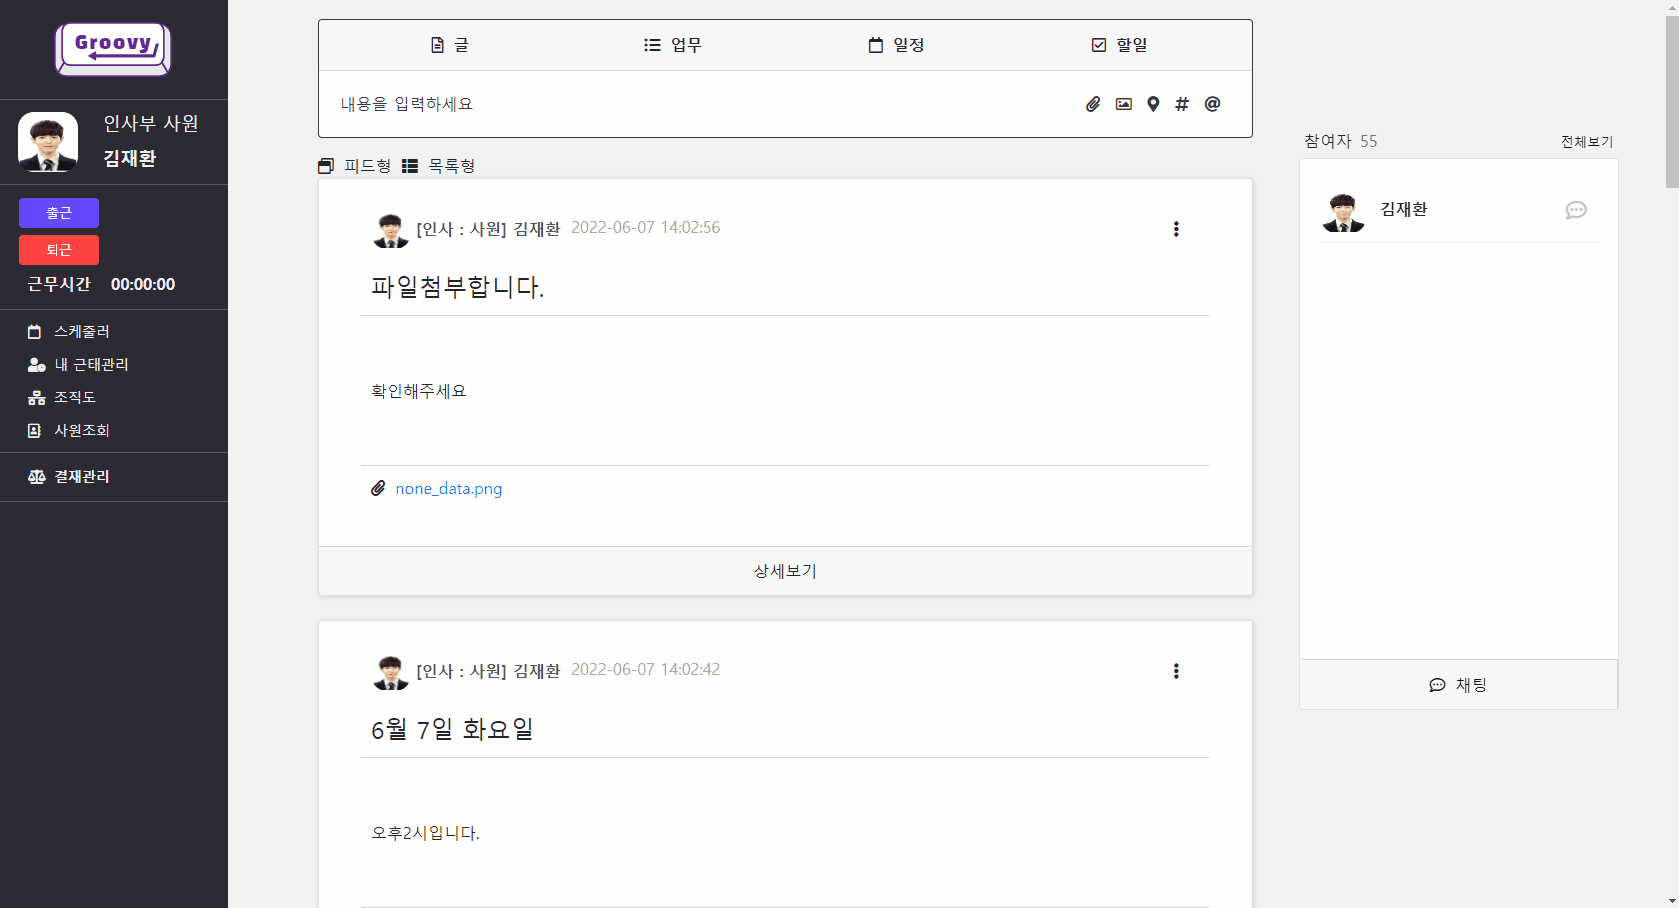 Groovy
인사부 사원
김재환
출근
퇴근
근무시간 00:00:00
스케줄러
내 근태관리
조직도
사원조회
결재관리
글 업무 일정 할일
내용을 입력하세요
피드형 목록형
[인사 : 사원] 김재환 2022-06-07 14:02:56
파일첨부합니다.
확인해주세요
none_data.png
상세보기
[인사 : 사원] 김재환 2022-06-07 14:02:42
6월 7일 화요일
오후2시입니다.
참여자 55 전체보기
김재환
채팅